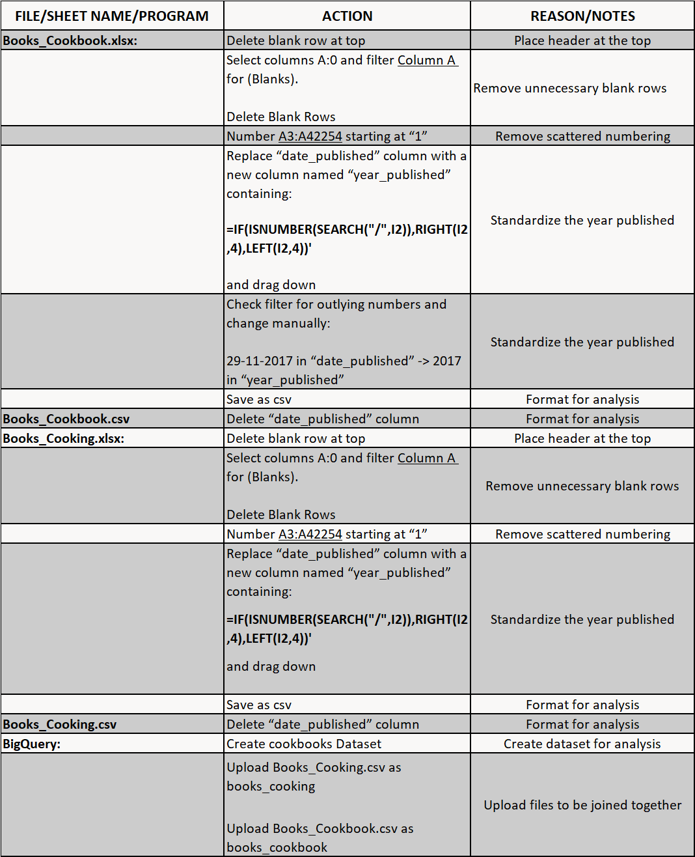 FILE/SHEET NAME/PROGRAM ACTION REASON/NOTES
Books_Cookbook.xlsx: Delete blank row at top Place header at the top
Select columns A:0 and filter Column A
for (Blanks).
Delete Blank Rows
Remove unnecessary blank rows
Number A3:A42254 starting at “1” Remove scattered numbering
Replace “date_published” column with a
new column named “year_published”
containing:
=IF(ISNUMBER(SEARCH("/",I2)),RIGHT(I2
,4),LEFT(I2,4))'
and drag down
Standardize the year published
Check filter for outlying numbers and
change manually:
29-11-2017 in “date_published” -> 2017
in “year_published”
Standardize the year published
Save as csv Format for analysis
Books_Cookbook.csv Delete “date_published” column Format for analysis
Books_Cooking.xlsx: Delete blank row at top Place header at the top
Select columns A:0 and filter Column A
for (Blanks).
Delete Blank Rows
Remove unnecessary blank rows
Number A3:A42254 starting at “1” Remove scattered numbering
Replace “date_published” column with a
new column named “year_published”
containing:
=IF(ISNUMBER(SEARCH("/",I2)),RIGHT(I2
,4),LEFT(I2,4))'
and drag down
Standardize the year published
Save as csv Format for analysis
Books_Cooking.csv Delete “date_published” column Format for analysis
BigQuery: Create cookbooks Dataset Create dataset for analysis
Upload Books_Cooking.csv as
books_cooking
Upload Books_Cookbook.csv as
books_cookbook
Upload files to be joined together